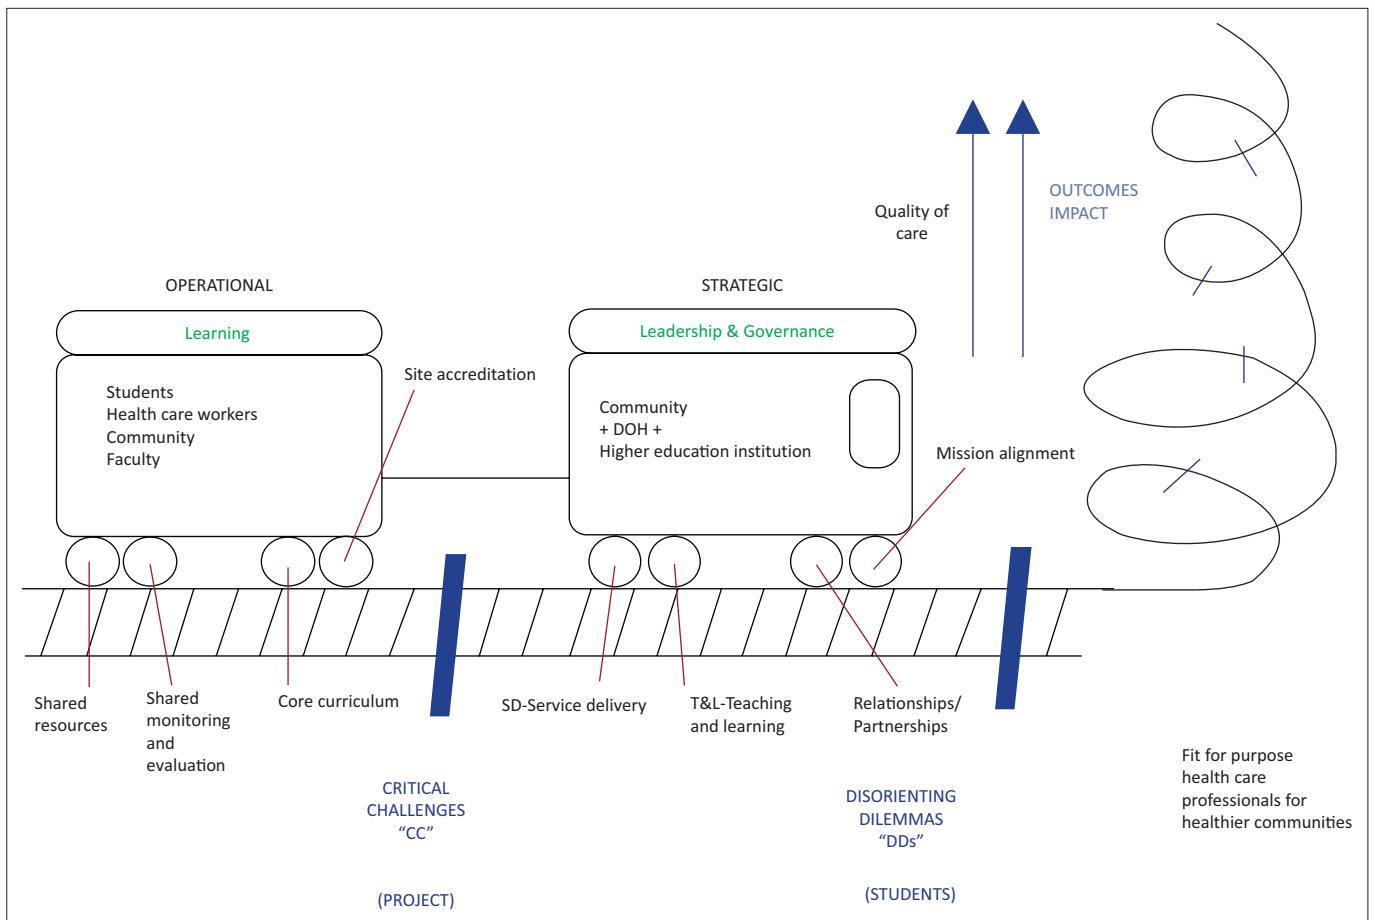 OUTCOMES
IMPACT
Quality of
care
OPERATIONAL
STRATEGIC
Learning
Leadership & Governance
Site accreditation
Students
Health care workers
Community
Faculty
Community
+ DOH +
Higher education institution
Mission alignment
Shared
resources
Shared
monitoring
and
evaluation
Core curriculum
SD-Service delivery
T&L-Teaching
and learning
Relationships/
Partnerships
CRITICAL
CHALLENGES
“CC”
(PROJECT)
DISORIENTING
DILEMMAS
“DDs”
(STUDENTS)
Fit for purpose
health care
professionals for
healthier communities